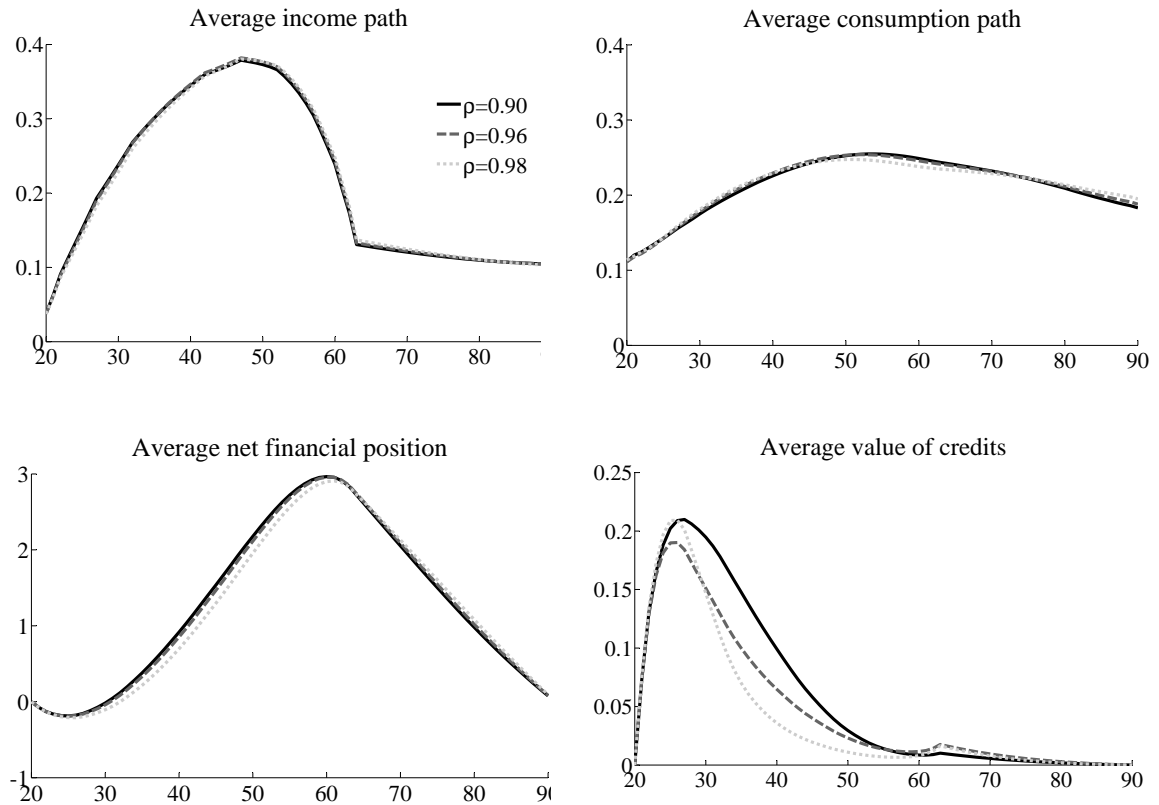 Average income path
0.4
0.3
0.2
0.1
0
20 30 40 50 60 70 80
ρ=0.90
ρ=0.96
ρ=0.98
Average consumption path
0.4
0.3
0.2
0.1
0
20 30 40 50 60 70 80 90
Average net financial position
3
2
1
0
-1
20 30 40 50 60 70 80 90
Average value of credits
0.25
0.2
0.15
0.1
0.05
0
20 30 40 50 60 70 80 90